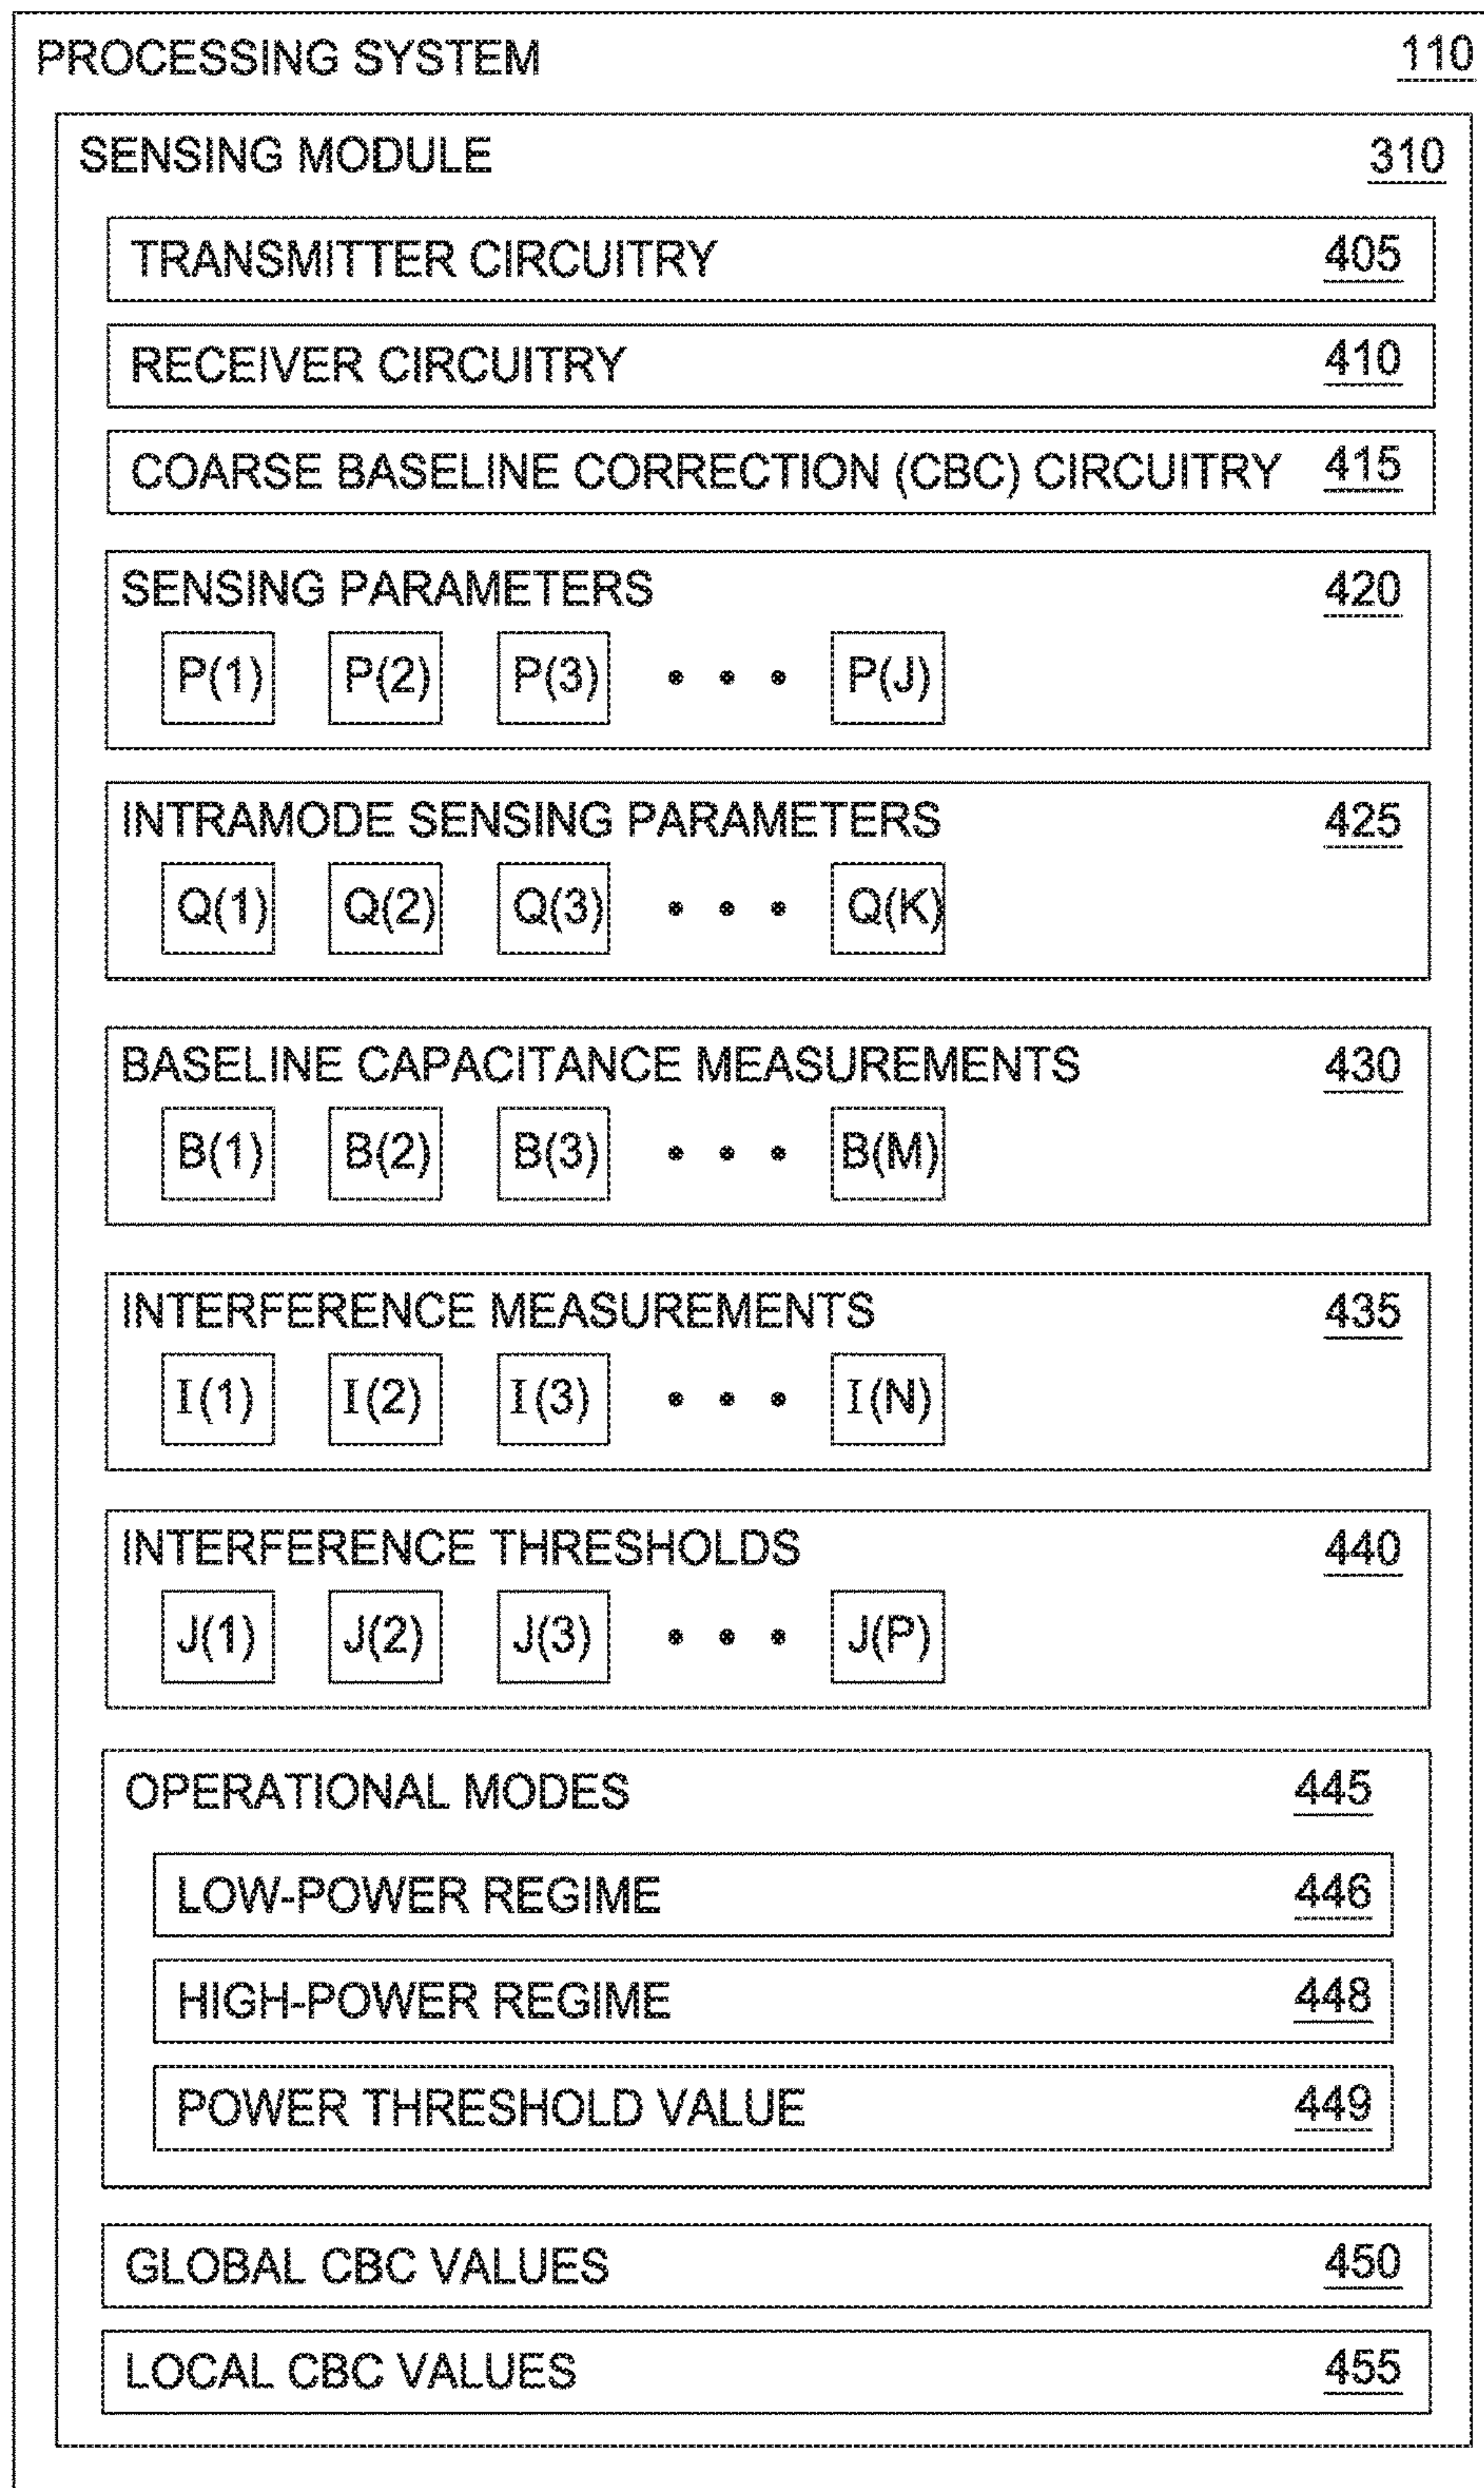 PROCESSING SYSTEM 110
SENSING MODULE 310
TRANSMITTER CIRCUITRY 405
RECEIVER CIRCUITRY 410
COARSE BASELINE CORRECTION (CBC) CIRCUITRY 415
SENSING PARAMETERS 420
P(1) P(2) P(3) • • • P(J)
INTRAMODE SENSING PARAMETERS 425
Q(1) Q(2) Q(3) • • • Q(K)
BASELINE CAPACITANCE MEASUREMENTS 430
B(1) B(2) B(3) • • • B(M)
INTERFERENCE MEASUREMENTS 435
I(1) I(2) I(3) • • • I(N)
INTERFERENCE THRESHOLDS 440
J(1) J(2) J(3) • • • J(P)
OPERATIONAL MODES 445
LOW-POWER REGIME 446
HIGH-POWER REGIME 448
POWER THRESHOLD VALUE 449
GLOBAL CBC VALUES 450
LOCAL CBC VALUES 455